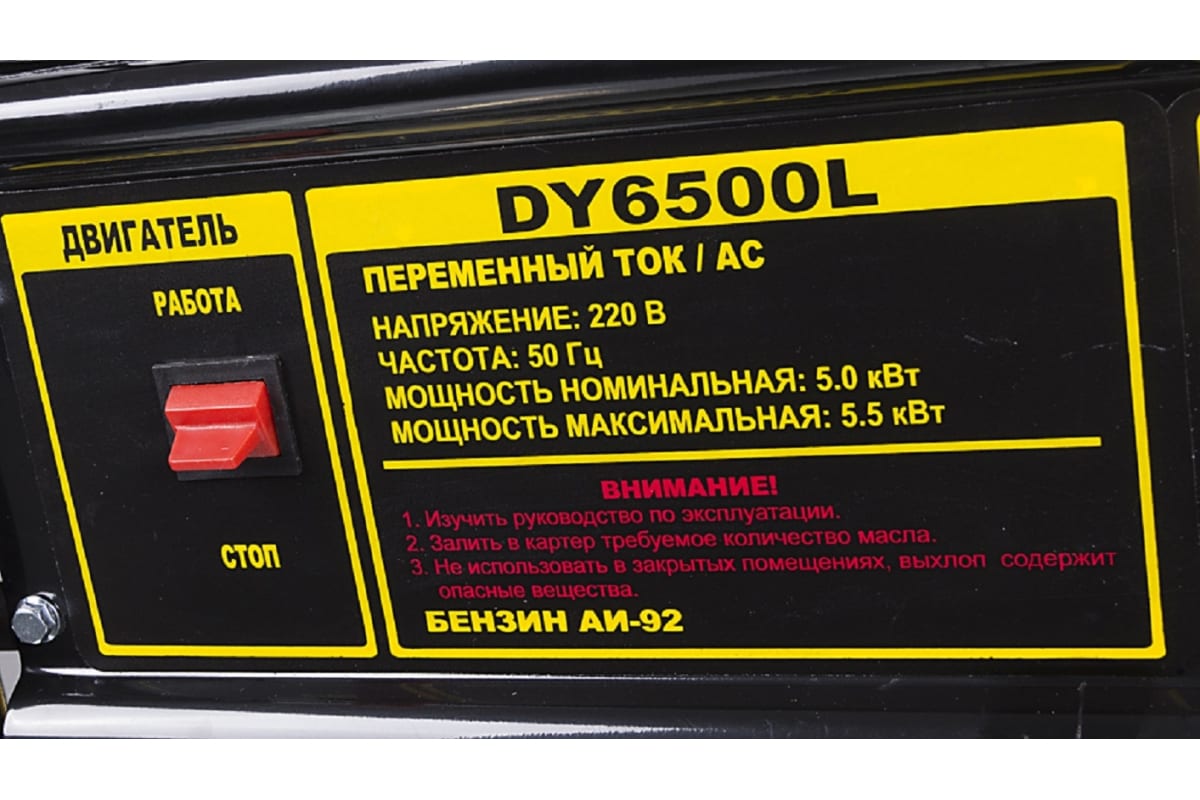 ДВИГАТЕЛЬ
РАБОТА
СТОП
DY6500L
ПЕРЕМЕННЫЙ ТОК / AC
НАПРЯЖЕНИЕ: 220 В
ЧАСТОТА: 50 Гц
МОЩНОСТЬ НОМИНАЛЬНАЯ: 5.0 кВт
МОЩНОСТЬ МАКСИМАЛЬНАЯ: 5.5 кВт
ВНИМАНИЕ!
1. Изучить руководство по эксплуатации.
2. Залить в картер требуемое количество масла.
3. Не использовать в закрытых помещениях, выхлоп содержит
опасные вещества.
БЕНЗИН АИ-92